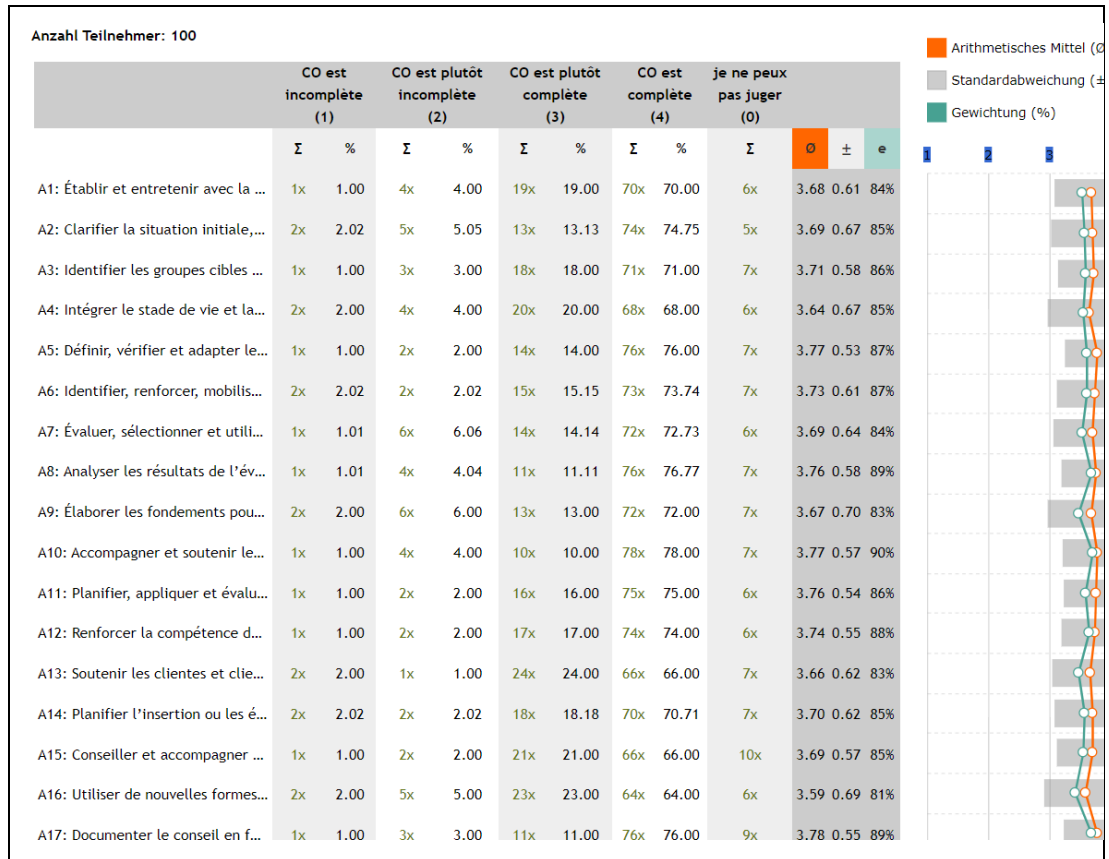 Anzahl Teilnehmer: 100
Arithmetisches Mittel (Ø
Standardabweichung (±
Gewichtung (%)
CO est incomplète (1) CO est plutôt incomplète (2) CO est plutôt complète (3) CO est complète (4) je ne peux pas juger (0)
Σ % Σ % Σ % Σ % Σ Ø ± e 1 2 3
A1: Établir et entretenir avec la ... 1x 1.00 4x 4.00 19x 19.00 70x 70.00 6x 3.68 0.61 84%
A2: Clarifier la situation initiale,... 2x 2.02 5x 5.05 13x 13.13 74x 74.75 5x 3.69 0.67 85%
A3: Identifier les groupes cibles ... 1x 1.00 3x 3.00 18x 18.00 71x 71.00 7x 3.71 0.58 86%
A4: Intégrer le stade de vie et la... 2x 2.00 4x 4.00 20x 20.00 68x 68.00 6x 3.64 0.67 85%
A5: Définir, vérifier et adapter le... 1x 1.00 2x 2.00 14x 14.00 76x 76.00 7x 3.77 0.53 87%
A6: Identifier, renforcer, mobilis... 2x 2.02 2x 2.02 15x 15.15 73x 73.74 7x 3.73 0.61 87%
A7: Évaluer, sélectionner et utili... 1x 1.01 6x 6.06 14x 14.14 72x 72.73 6x 3.69 0.64 84%
A8: Analyser les résultats de l’év... 1x 1.01 4x 4.04 11x 11.11 76x 76.77 7x 3.76 0.58 89%
A9: Élaborer les fondements pou... 2x 2.00 6x 6.00 13x 13.00 72x 72.00 7x 3.67 0.70 83%
A10: Accompagner et soutenir le... 1x 1.00 4x 4.00 10x 10.00 78x 78.00 7x 3.77 0.57 90%
A11: Planifier, appliquer et évalu... 1x 1.00 2x 2.00 16x 16.00 75x 75.00 6x 3.76 0.54 86%
A12: Renforcer la compétence d... 1x 1.00 2x 2.00 17x 17.00 74x 74.00 6x 3.74 0.55 88%
A13: Soutenir les clientes et clie... 2x 2.00 1x 1.00 24x 24.00 66x 66.00 7x 3.66 0.62 83%
A14: Planifier l’insertion ou les é... 2x 2.02 2x 2.02 18x 18.18 70x 70.71 7x 3.70 0.62 85%
A15: Conseiller et accompagner ... 1x 1.00 2x 2.00 21x 21.00 66x 66.00 10x 3.69 0.57 85%
A16: Utiliser de nouvelles formes... 2x 2.00 5x 5.00 23x 23.00 64x 64.00 6x 3.59 0.69 81%
A17: Documenter le conseil en f... 1x 1.00 3x 3.00 11x 11.00 76x 76.00 9x 3.78 0.55 89%